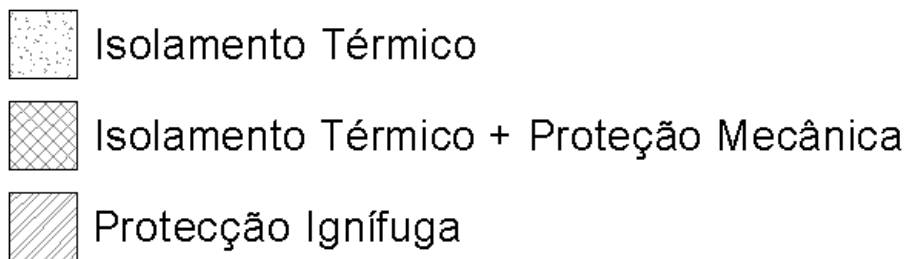 Isolamento Térmico
Isolamento Térmico + Proteção Mecânica
Protecção Ignífuga